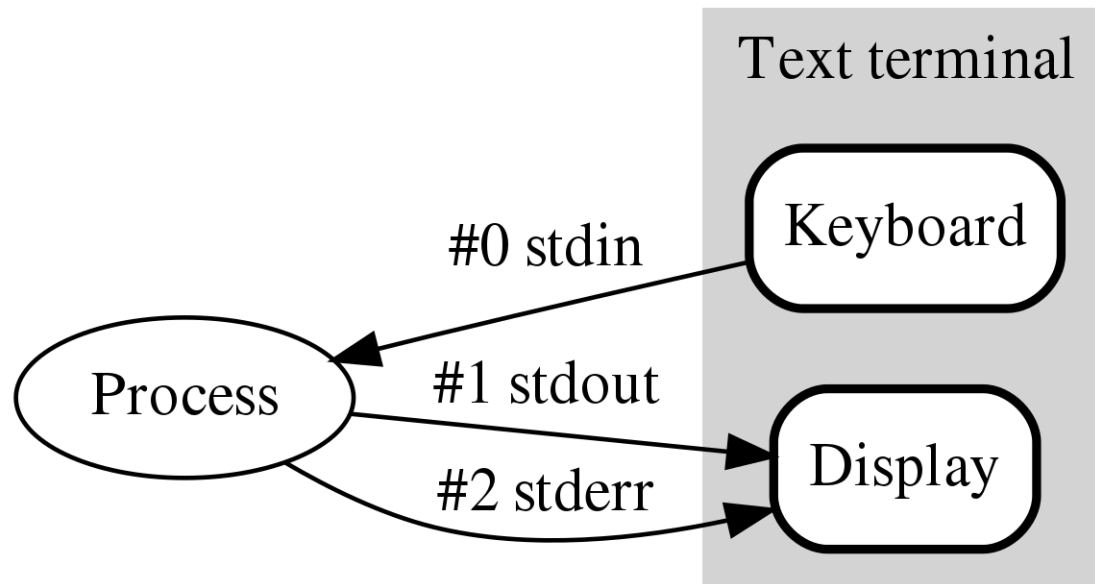 Text terminal
Keyboard
#0 stdin
Process
#1 stdout
Display
#2 stderr